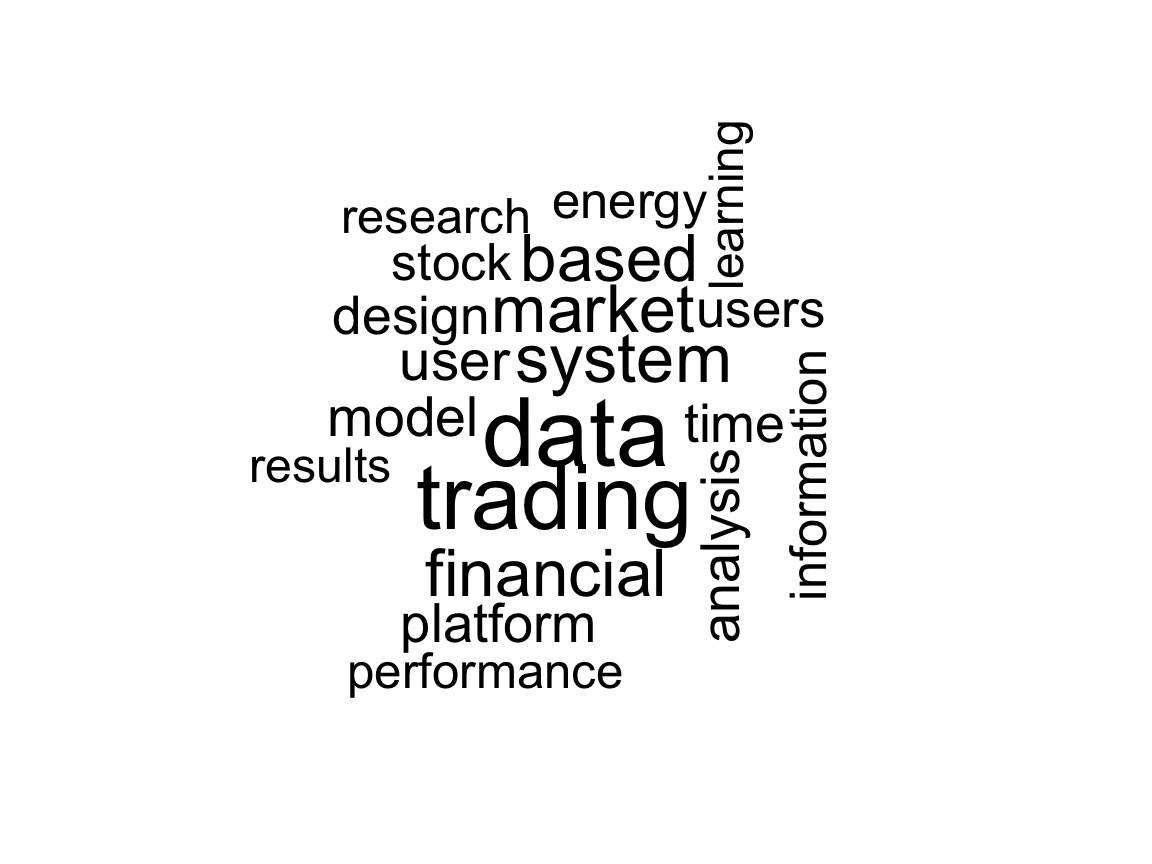 learning
research energy
stock based
design market users
user system
model data time
information
results
trading
analysis
financial
platform
performance